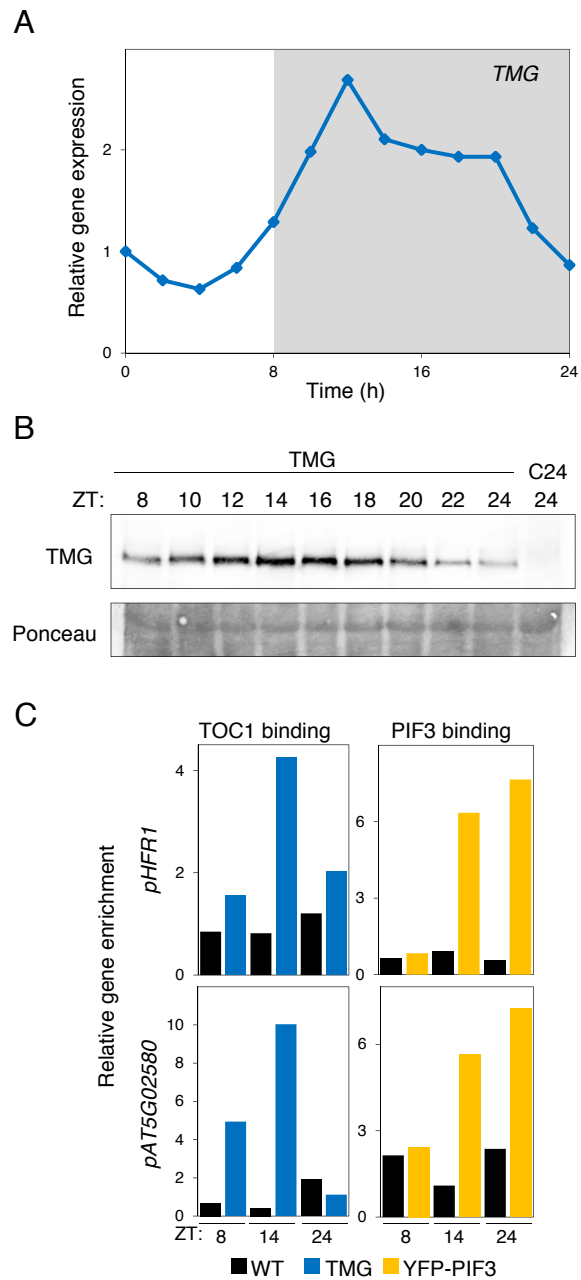 A
TMG
Relative gene expression
2
1
0
0 8 16 24
Time (h)
B
TMG
C24
ZT: 8 10 12 14 16 18 20 22 24 24
TMG
Ponceau
C
TOC1 binding PIF3 binding
Relative gene enrichment
pHFR1
4
2
0
6
3
0
pAT5G02580
10
8
6
4
2
0
6
3
0
ZT: 8 14 24 8 14 24
WT TMG YFP-PIF3